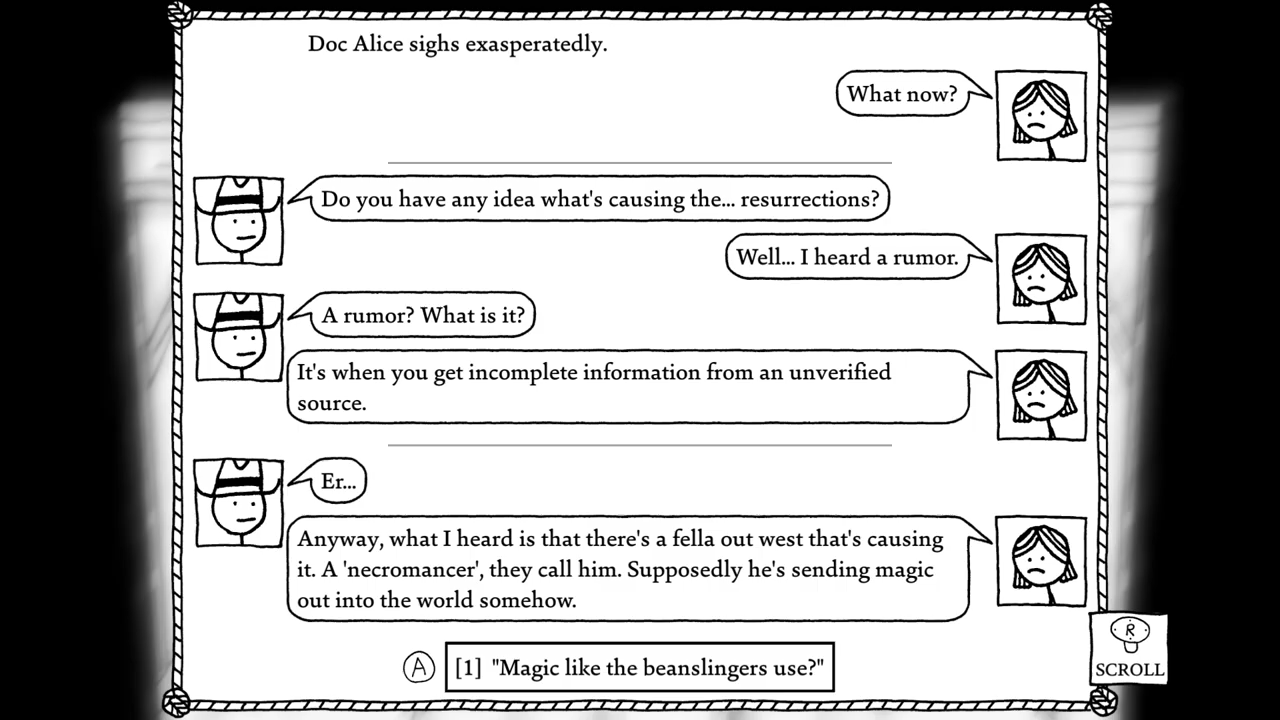 Doc Alice sighs exasperatedly.
What now?
Do you have any idea what's causing the... resurrections?
Well... I heard a rumor.
A rumor? What is it?
It's when you get incomplete information from an unverified
source.
Er...
Anyway, what I heard is that there's a fella out west that's causing
it. A 'necromancer', they call him. Supposedly he's sending magic
out into the world somehow.
A [1] "Magic like the beanslingers use?"
R
SCROLL